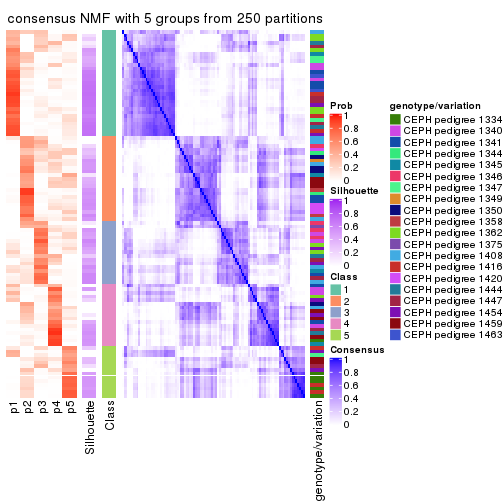 consensus NMF with 5 groups from 250 partitions
Prob
1
0.8
0.6
0.4
0.2
0
Silhouette
1
0.8
0.6
0.4
0.2
0
Class
1
2
3
4
5
Consensus
1
0.8
0.6
0.4
0.2
0
genotype/variation
CEPH pedigree 1334
CEPH pedigree 1340
CEPH pedigree 1341
CEPH pedigree 1344
CEPH pedigree 1345
CEPH pedigree 1346
CEPH pedigree 1347
CEPH pedigree 1349
CEPH pedigree 1350
CEPH pedigree 1358
CEPH pedigree 1362
CEPH pedigree 1375
CEPH pedigree 1408
CEPH pedigree 1416
CEPH pedigree 1420
CEPH pedigree 1444
CEPH pedigree 1447
CEPH pedigree 1454
CEPH pedigree 1459
CEPH pedigree 1463
p1
p2
p3
p4
p5
Silhouette
Class
genotype/variation